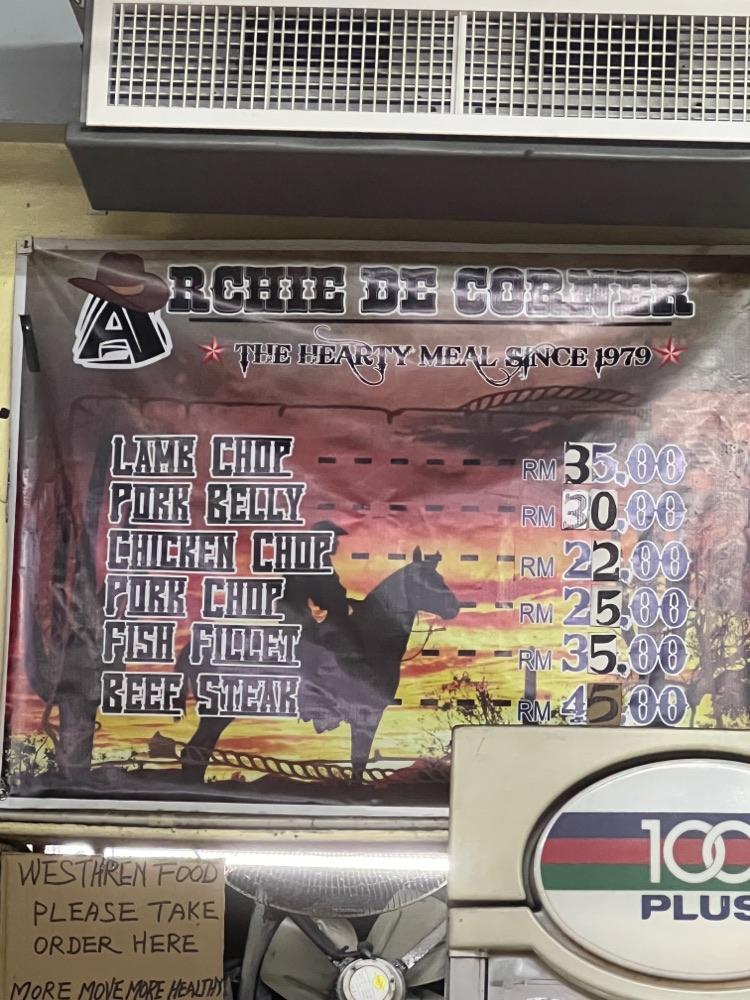 ARCHIE DE CORNER
THE HEARTY MEAL SINCE 1979
LAMB CHOP RM 35.00
PORK BELLY RM 30.00
CHICKEN CHOP RM 22.00
PORK CHOP RM 25.00
FISH FILLET RM 35.00
BEEF STEAK RM 45.00
WESTHREN FOOD
PLEASE TAKE
ORDER HERE
MORE MOVE MORE HEALTHY
100
PLUS